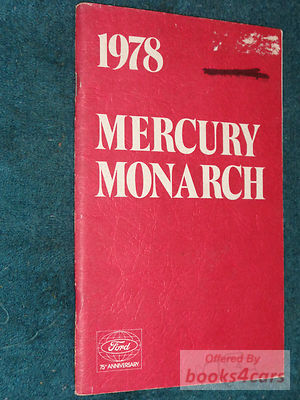 1978
MERCURY
MONARCH
Ford
75th ANNIVERSARY
Offered By
books4cars